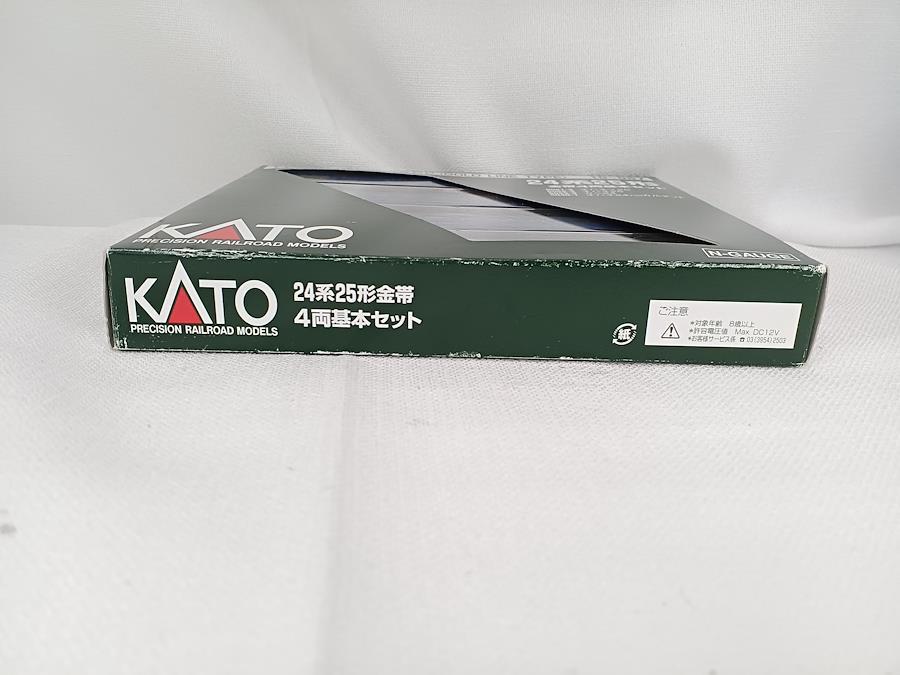 KATO
PRECISION RAILROAD MODELS
N-GAUGE
KATO
PRECISION RAILROAD MODELS
24系25形金帯
4両基本セット
紙
ご注意
*対象年齢 8歳以上
*許容電圧値 Max. DC12V
*お客様サービス係 ☎ 03(3954)2503